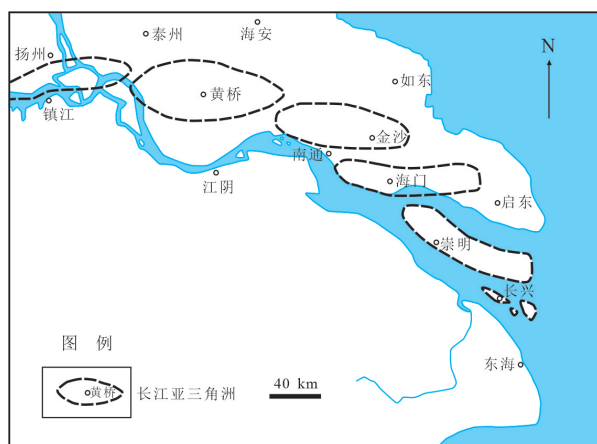 泰州
海安
扬州
N
如东
黄桥
镇江
金沙
南通
江阴
海门
启东
崇明
长兴
图 例
东海
黄桥
长江亚三角洲
40 km